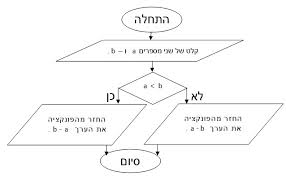 התחלה
קלט של שני מספרים a ו - b .
a < b
כן
לא
החזר מהפונקציה
את הערך b - a .
החזר מהפונקציה
את הערך a - b .
סיום